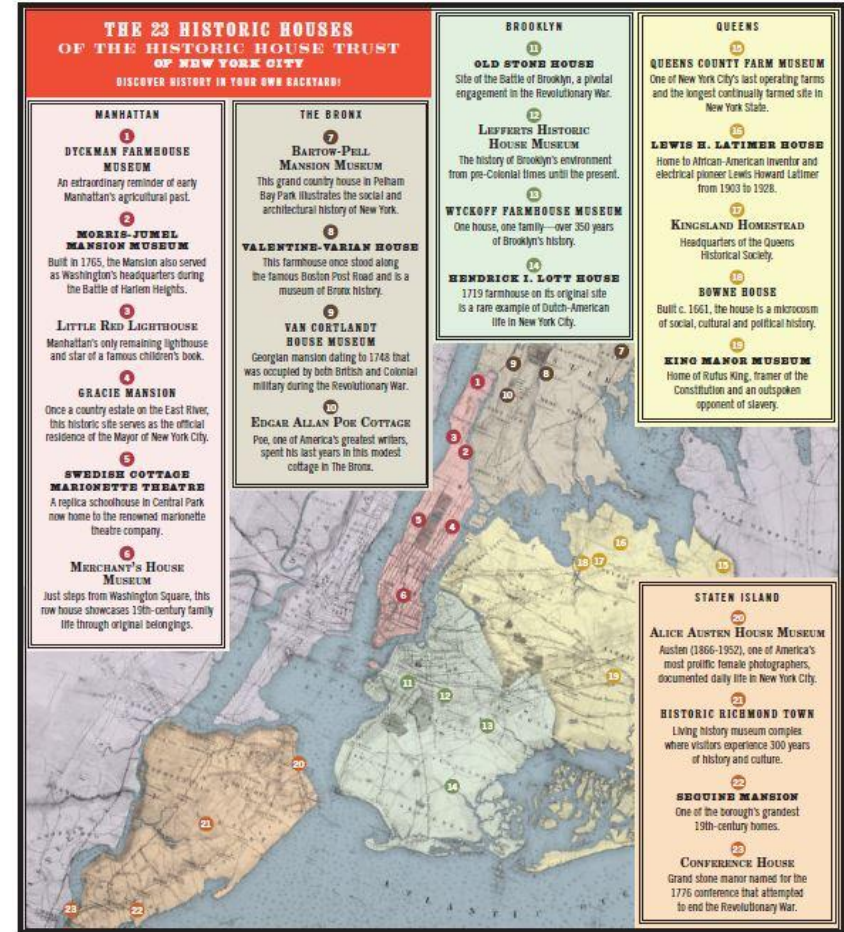 THE 23 HISTORIC HOUSES
OF THE HISTORIC HOUSE TRUST
OF NEW YORK CITY
DISCOVER HISTORY IN YOUR OWN BACKYARD!
MANHATTAN
1
DYCKMAN FARMHOUSE
MUSEUM
An extraordinary reminder of early
Manhattan's agricultural past.
2
MORRIS-JUMEL
MANSION MUSEUM
Built in 1765, the Mansion also served
as Washington's headquarters during
the Battle of Harlem Heights.
3
LITTLE RED LIGHTHOUSE
Manhattan's only remaining lighthouse
and star of a famous children's book.
4
GRACIE MANSION
Once a country estate on the East River,
this historic site serves as the official
residence of the Mayor of New York City.
5
SWEDISH COTTAGE
MARIONETTE THEATRE
A replica schoolhouse in Central Park
now home to the renowned marionette
theatre company.
6
MERCHANT'S HOUSE
MUSEUM
Just steps from Washington Square, this
row house showcases 19th-century family
life through original belongings.
THE BRONX
7
BARTOW-PELL
MANSION MUSEUM
This grand country house in Pelham
Bay Park illustrates the social and
architectural history of New York.
8
VALENTINE-VARIAN HOUSE
This farmhouse once stood along
the famous Boston Post Road and is a
museum of Bronx history.
9
VAN CORTLANDT
HOUSE MUSEUM
Georgian mansion dating to 1748 that
was occupied by both British and Colonial
military during the Revolutionary War.
10
EDGAR ALLAN POE COTTAGE
Poe, one of America's greatest writers,
spent his last years in this modest
cottage in The Bronx.
BROOKLYN
11
OLD STONE HOUSE
Site of the Battle of Brooklyn, a pivotal
engagement in the Revolutionary War.
12
LEFFERTS HISTORIC
HOUSE MUSEUM
The history of Brooklyn's environment
from pre-Colonial times until the present.
13
WYCKOFF FARMHOUSE MUSEUM
One house, one family—over 350 years
of Brooklyn's history.
14
HENDRICK I. LOTT HOUSE
1719 farmhouse on its original site
is a rare example of Dutch-American
life in New York City.
QUEENS
15
QUEENS COUNTY FARM MUSEUM
One of New York City's last operating farms
and the longest continually farmed site in
New York State.
16
LEWIS H. LATIMER HOUSE
Home to African-American inventor and
electrical pioneer Lewis Howard Latimer
from 1903 to 1928.
17
KINGSLAND HOMESTEAD
Headquarters of the Queens
Historical Society.
18
BOWNE HOUSE
Built c. 1661, the house is a microcosm
of social, cultural and political history.
19
KING MANOR MUSEUM
Home of Rufus King, framer of the
Constitution and an outspoken
opponent of slavery.
STATEN ISLAND
20
ALICE AUSTEN HOUSE MUSEUM
Austen (1866-1952), one of America's
most prolific female photographers,
documented daily life in New York City.
21
HISTORIC RICHMOND TOWN
Living history museum complex
where visitors experience 300 years
of history and culture.
22
SEGUINE MANSION
One of the borough's grandest
19th-century homes.
23
CONFERENCE HOUSE
Grand stone manor named for the
1776 conference that attempted
to end the Revolutionary War.
7
9
8
1
10
3
2
5
4
16
18 17
15
6
11
12
19
13
20
14
21
23
22